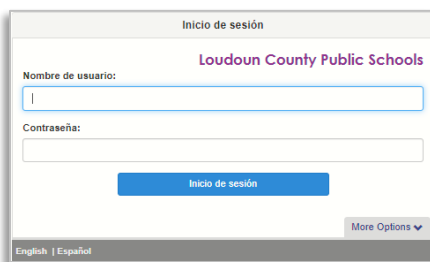 Inicio de sesión
Loudoun County Public Schools
Nombre de usuario:
Contraseña:
Inicio de sesión
More Options
English | Español